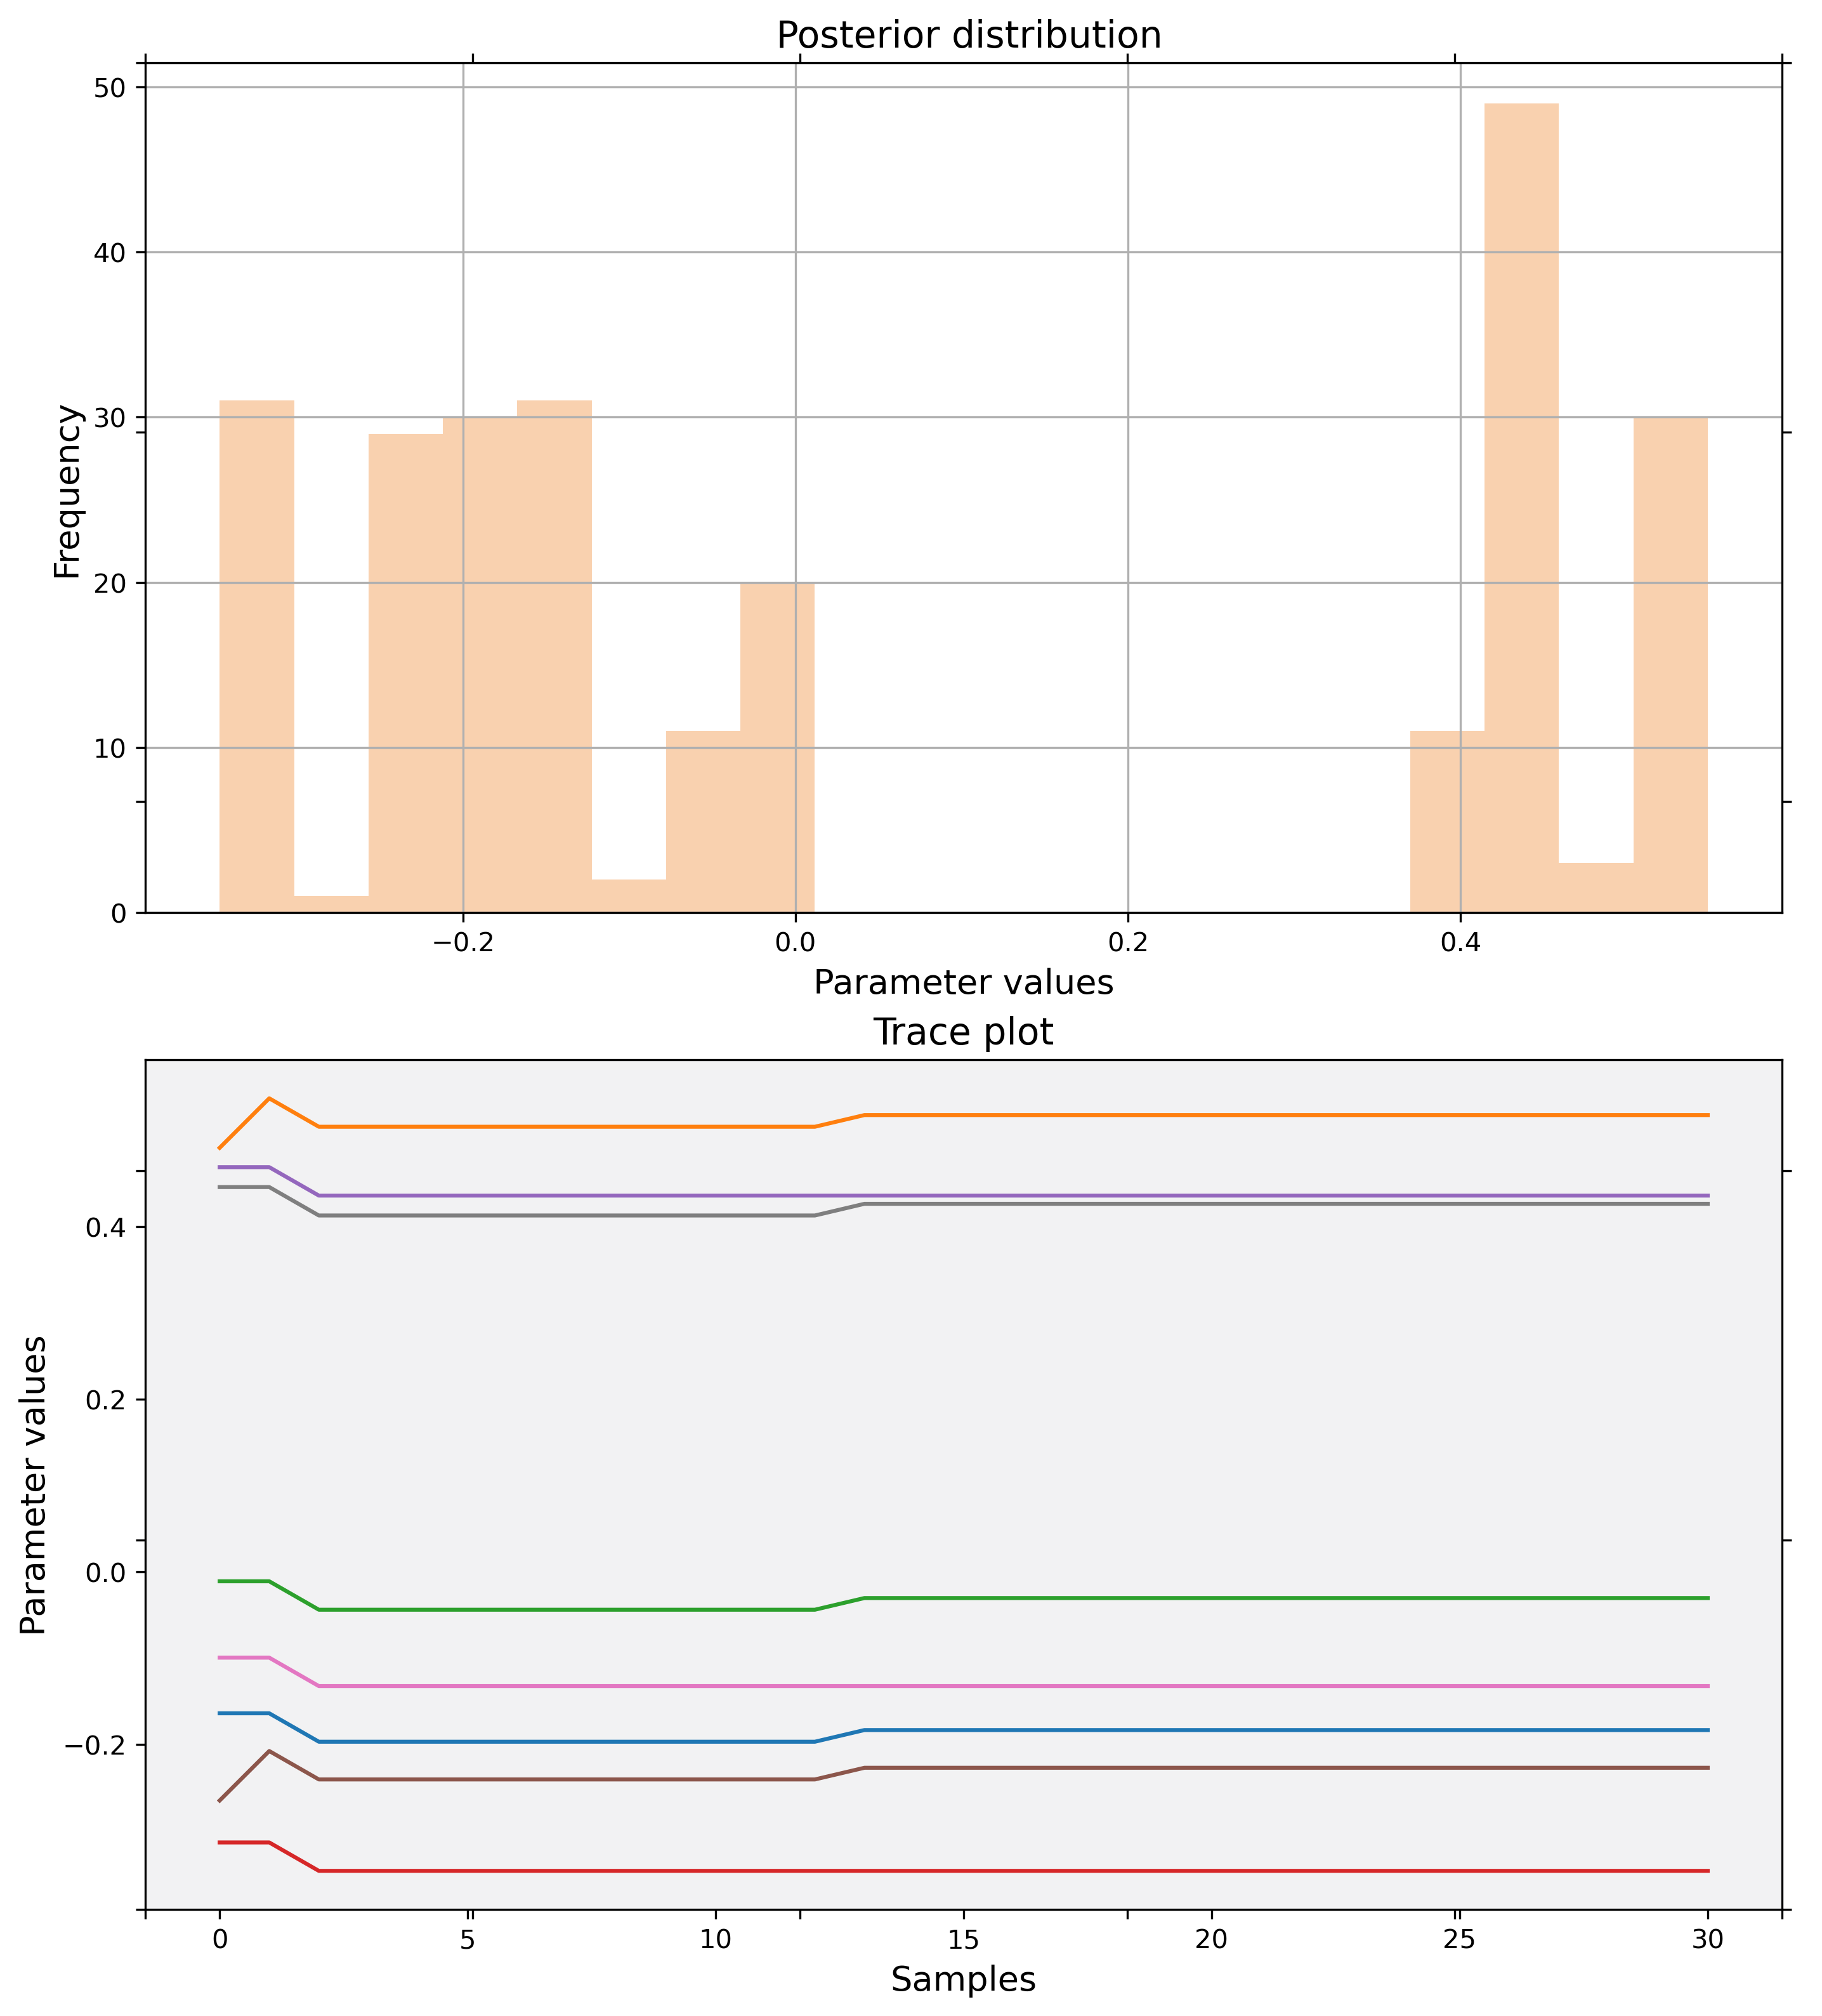 Posterior distribution
50
40
30
20
10
0
Frequency
−0.2 0.0 0.2 0.4
Parameter values
Trace plot
0.4
0.2
0.0
−0.2
Parameter values
0 5 10 15 20 25 30
Samples